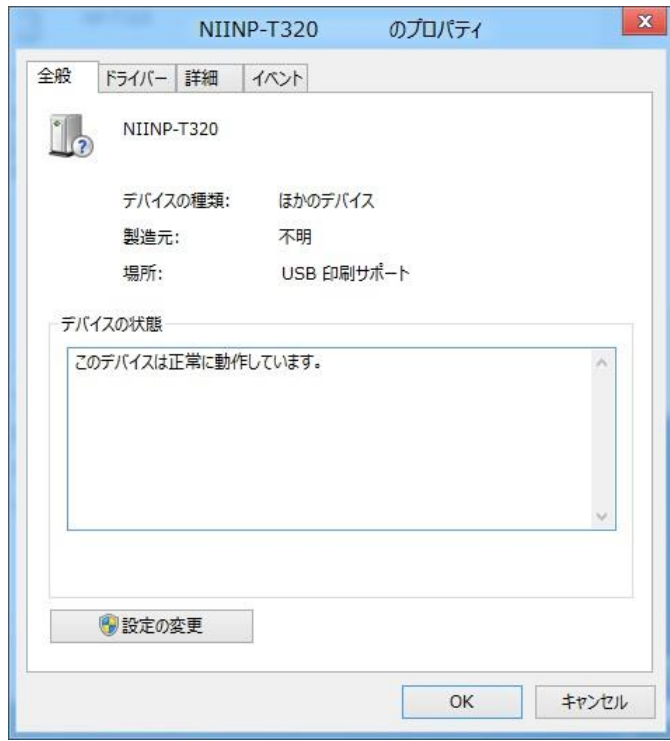 NIINP-T320 のプロパティ
x
全般 ドライバー 詳細 イベント
NIINP-T320
デバイスの種類: ほかのデバイス
製造元: 不明
場所: USB 印刷サポート
デバイスの状態
このデバイスは正常に動作しています。
設定の変更
OK キャンセル